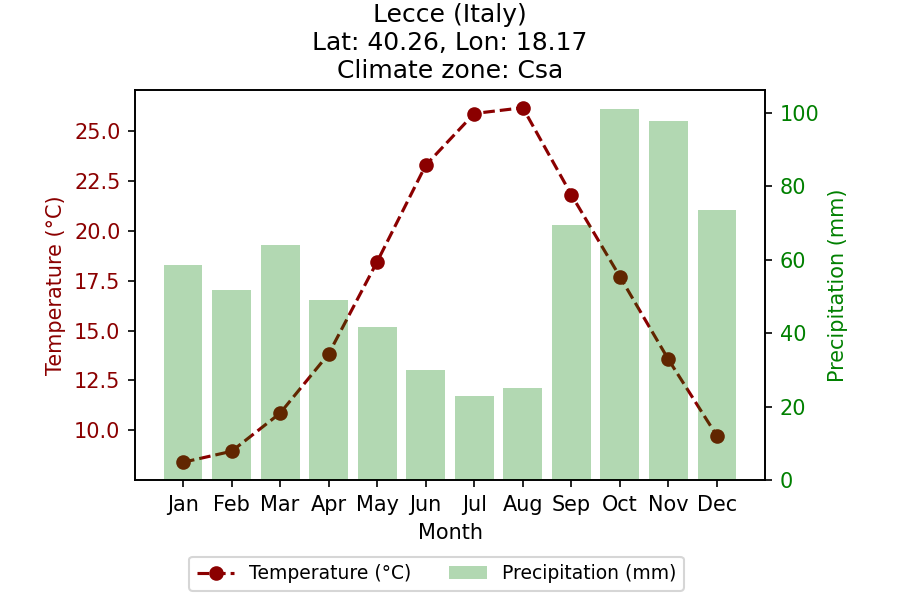 Lecce (Italy)
Lat: 40.26, Lon: 18.17
Climate zone: Csa
Temperature (°C)
25.0
22.5
20.0
17.5
15.0
12.5
10.0
Precipitation (mm)
100
80
60
40
20
0
Jan Feb Mar Apr May Jun Jul Aug Sep Oct Nov Dec
Month
Temperature (°C) Precipitation (mm)